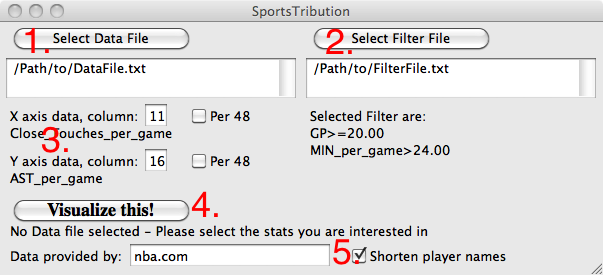 SportsTribution
1. Select Data File
2. Select Filter File
/Path/to/DataFile.txt
/Path/to/FilterFile.txt
X axis data, column: 11 Per 48
Close_Touches_per_game
3.
Y axis data, column: 16 Per 48
AST_per_game
Selected Filter are:
GP>=20.00
MIN_per_game>24.00
Visualize this! 4.
No Data file selected - Please select the stats you are interested in
Data provided by: nba.com
5. Shorten player names